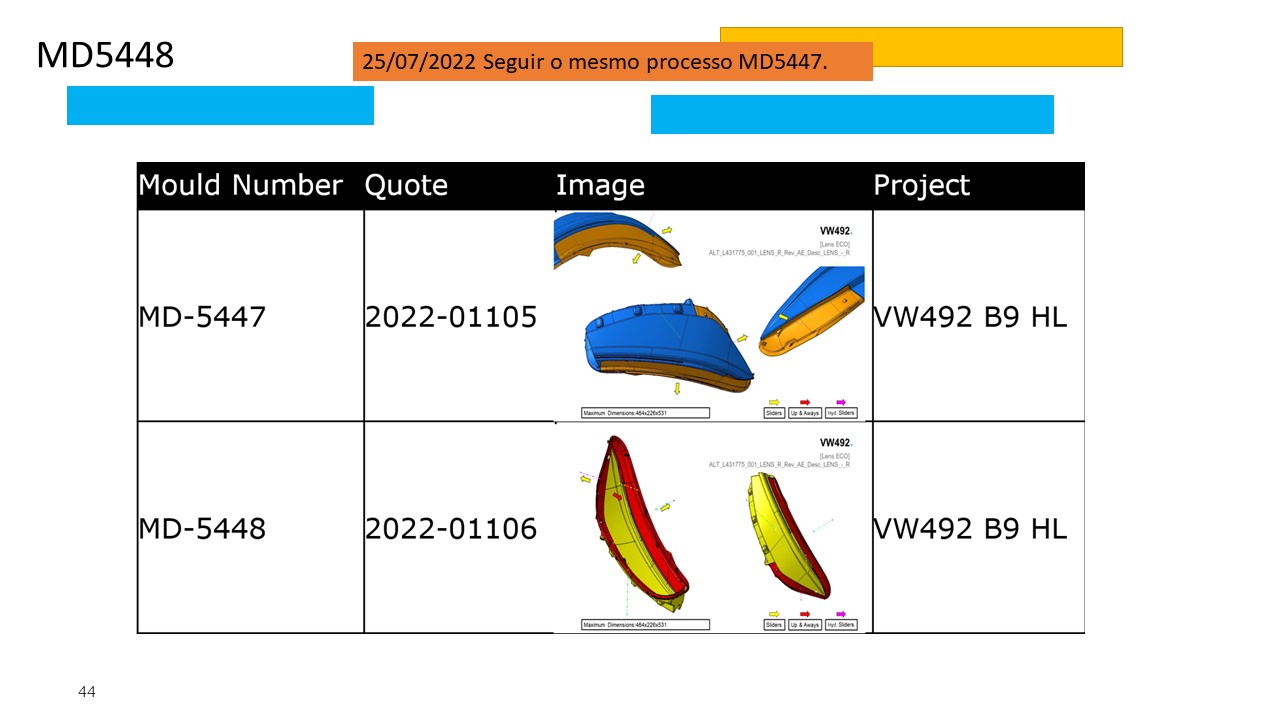 MD5448
25/07/2022 Seguir o mesmo processo MD5447.
Mould Number Quote Image Project
VW492.
[Lens ECO]
ALT_L431775_001_LENS_R_Rev_AE_Desc_LENS_-_R
MD-5447 2022-01105 VW492 B9 HL
Maximum Dimensions:464x226x531 Sliders Up & Aways Hyd. Sliders
VW492.
[Lens ECO]
ALT_L431775_001_LENS_R_Rev_AE_Desc_LENS_-_R
MD-5448 2022-01106 VW492 B9 HL
Maximum Dimensions:464x226x531 Sliders Up & Aways Hyd. Sliders
44